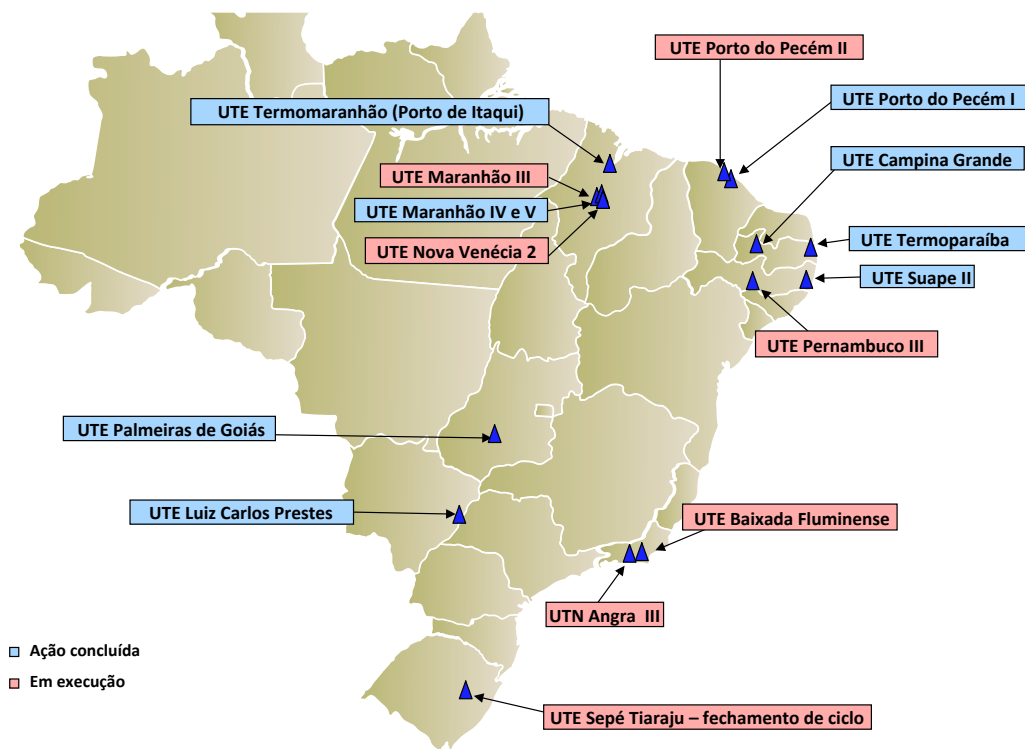 UTE Porto do Pecém II
UTE Termomaranhão (Porto de Itaqui)
UTE Porto do Pecém I
UTE Campina Grande
UTE Maranhão III
UTE Maranhão IV e V
UTE Nova Venécia 2
UTE Termoparaíba
UTE Suape II
UTE Pernambuco III
UTE Palmeiras de Goiás
UTE Luiz Carlos Prestes
UTE Baixada Fluminense
UTN Angra III
Ação concluída
Em execução
UTE Sepé Tiaraju – fechamento de ciclo